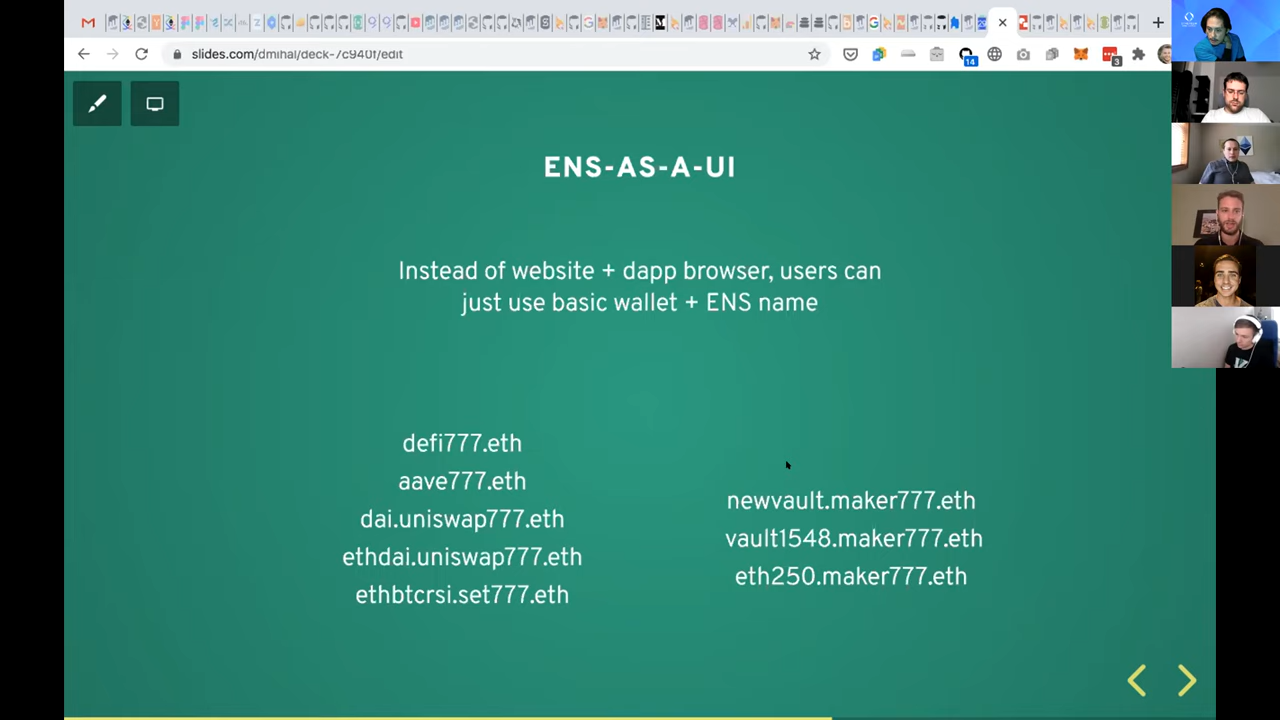 slides.com/dmihal/deck-7c940f/edit
14
3
ENS-AS-A-UI
Instead of website + dapp browser, users can
just use basic wallet + ENS name
defi777.eth
aave777.eth
dai.uniswap777.eth
ethdai.uniswap777.eth
ethbtcrsi.set777.eth
newvault.maker777.eth
vault1548.maker777.eth
eth250.maker777.eth